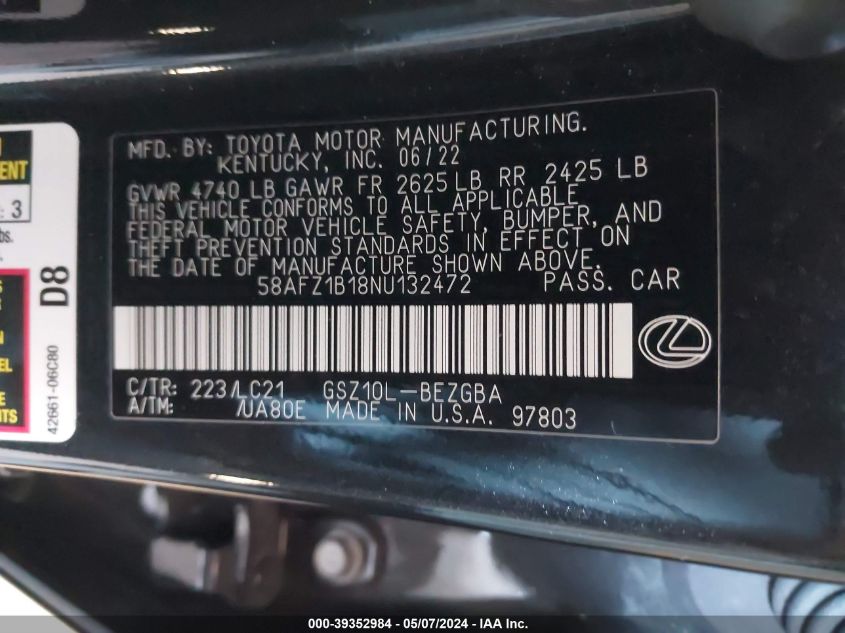 MFD. BY: TOYOTA MOTOR MANUFACTURING.
KENTUCKY, INC. 06/22
GVWR 4740 LB GAWR FR 2625 LB RR 2425 LB
THIS VEHICLE CONFORMS TO ALL APPLICABLE
FEDERAL MOTOR VEHICLE SAFETY, BUMPER, AND
THEFT PREVENTION STANDARDS IN EFFECT ON
THE DATE OF MANUFACTURE SHOWN ABOVE.
58AFZ1B18NU132472 PASS. CAR
C/TR: 223/LC21 GSZ10L-BEZGBA
A/TM: /UA80E MADE IN U.S.A. 97803
: 3
D8
42661-06C80
000-39352984 - 05/07/2024 - IAA Inc.